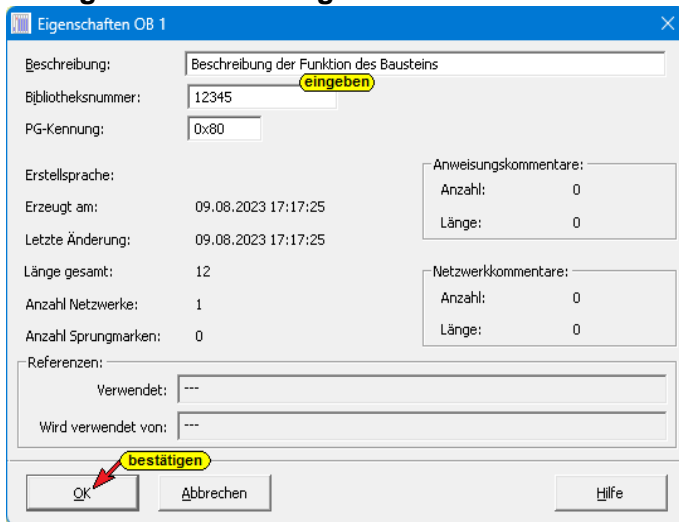 Eigenschaften OB 1
Beschreibung: Beschreibung der Funktion des Bausteins
eingeben
Bibliotheksnummer: 12345
PG-Kennung: 0x80
Erstellsprache:
Erzeugt am: 09.08.2023 17:17:25
Letzte Änderung: 09.08.2023 17:17:25
Länge gesamt: 12
Anzahl Netzwerke: 1
Anzahl Sprungmarken: 0
Anweisungskommentare:
Anzahl: 0
Länge: 0
Netzwerkkommentare:
Anzahl: 0
Länge: 0
Referenzen:
Verwendet: ---
Wird verwendet von: ---
bestätigen
OK Abbrechen Hilfe